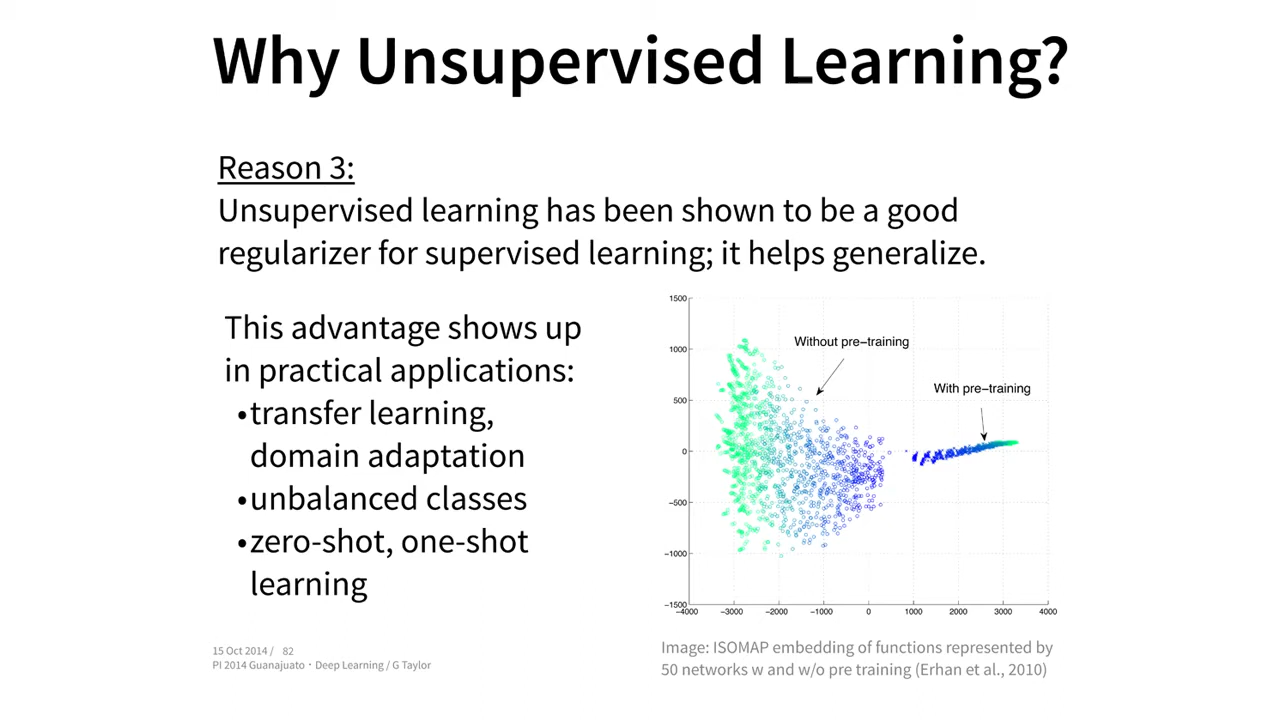 Why Unsupervised Learning?
Reason 3:
Unsupervised learning has been shown to be a good
regularizer for supervised learning; it helps generalize.
This advantage shows up
in practical applications:
•transfer learning,
domain adaptation
•unbalanced classes
•zero-shot, one-shot
learning
1500
1000
500
0
−500
−1000
−1500
Without pre−training
With pre−training
−4000 −3000 −2000 −1000 0 1000 2000 3000 4000
Image: ISOMAP embedding of functions represented by
50 networks w and w/o pre training (Erhan et al., 2010)
15 Oct 2014 / 82
PI 2014 Guanajuato · Deep Learning / G Taylor